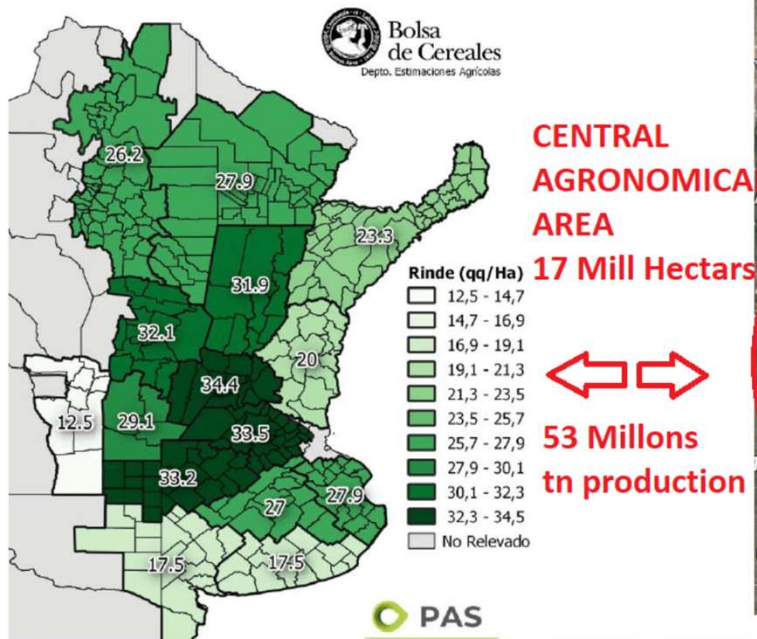 Bolsa
de Cereales
Depto. Estimaciones Agrícolas
CENTRAL
AGRONOMICA
AREA
17 Mill Hectars
26.2
27.9
23.3
31.9
32.1
20
34.4
12.5
29.1
33.5
33.2
27.9
27
17.5
17.5
Rinde (qq/Ha)
12,5 - 14,7
14,7 - 16,9
16,9 - 19,1
19,1 - 21,3
21,3 - 23,5
23,5 - 25,7
25,7 - 27,9
27,9 - 30,1
30,1 - 32,3
32,3 - 34,5
No Relevado
53 Millons
tn production
PAS